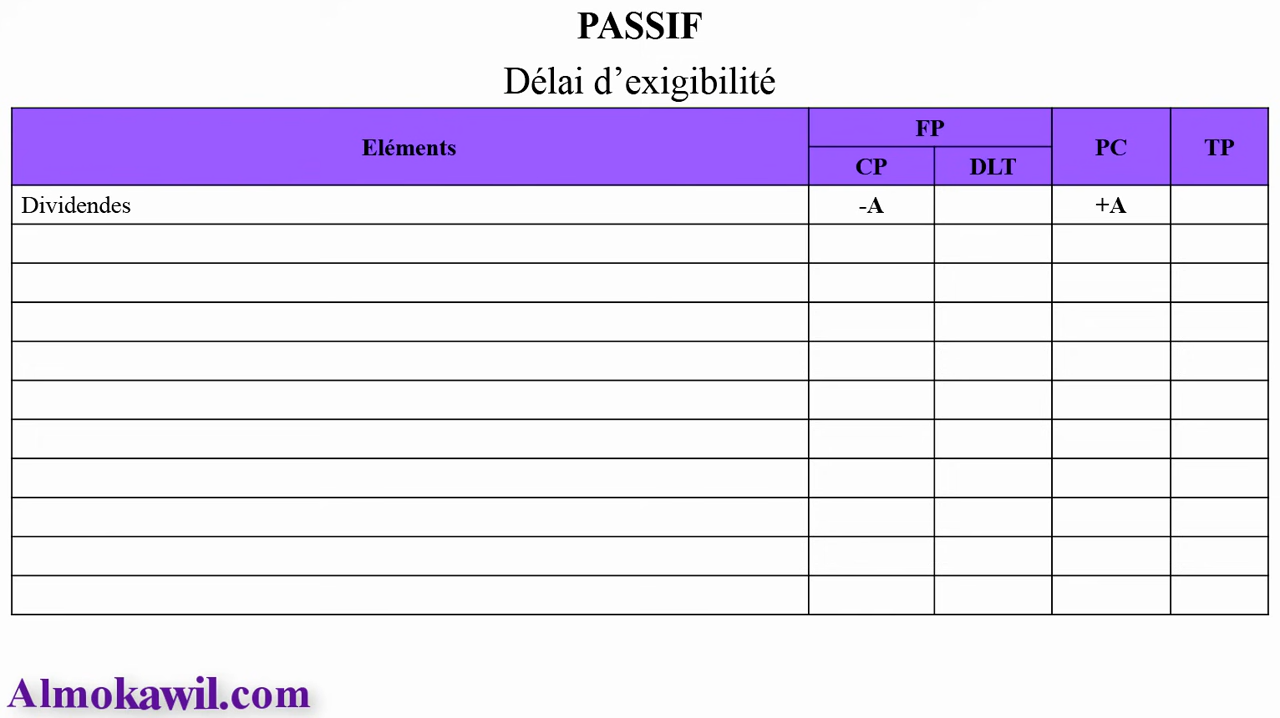 PASSIF
Délai d’exigibilité
Eléments FP PC TP
CP DLT
Dividendes -A +A
Almokawil.com